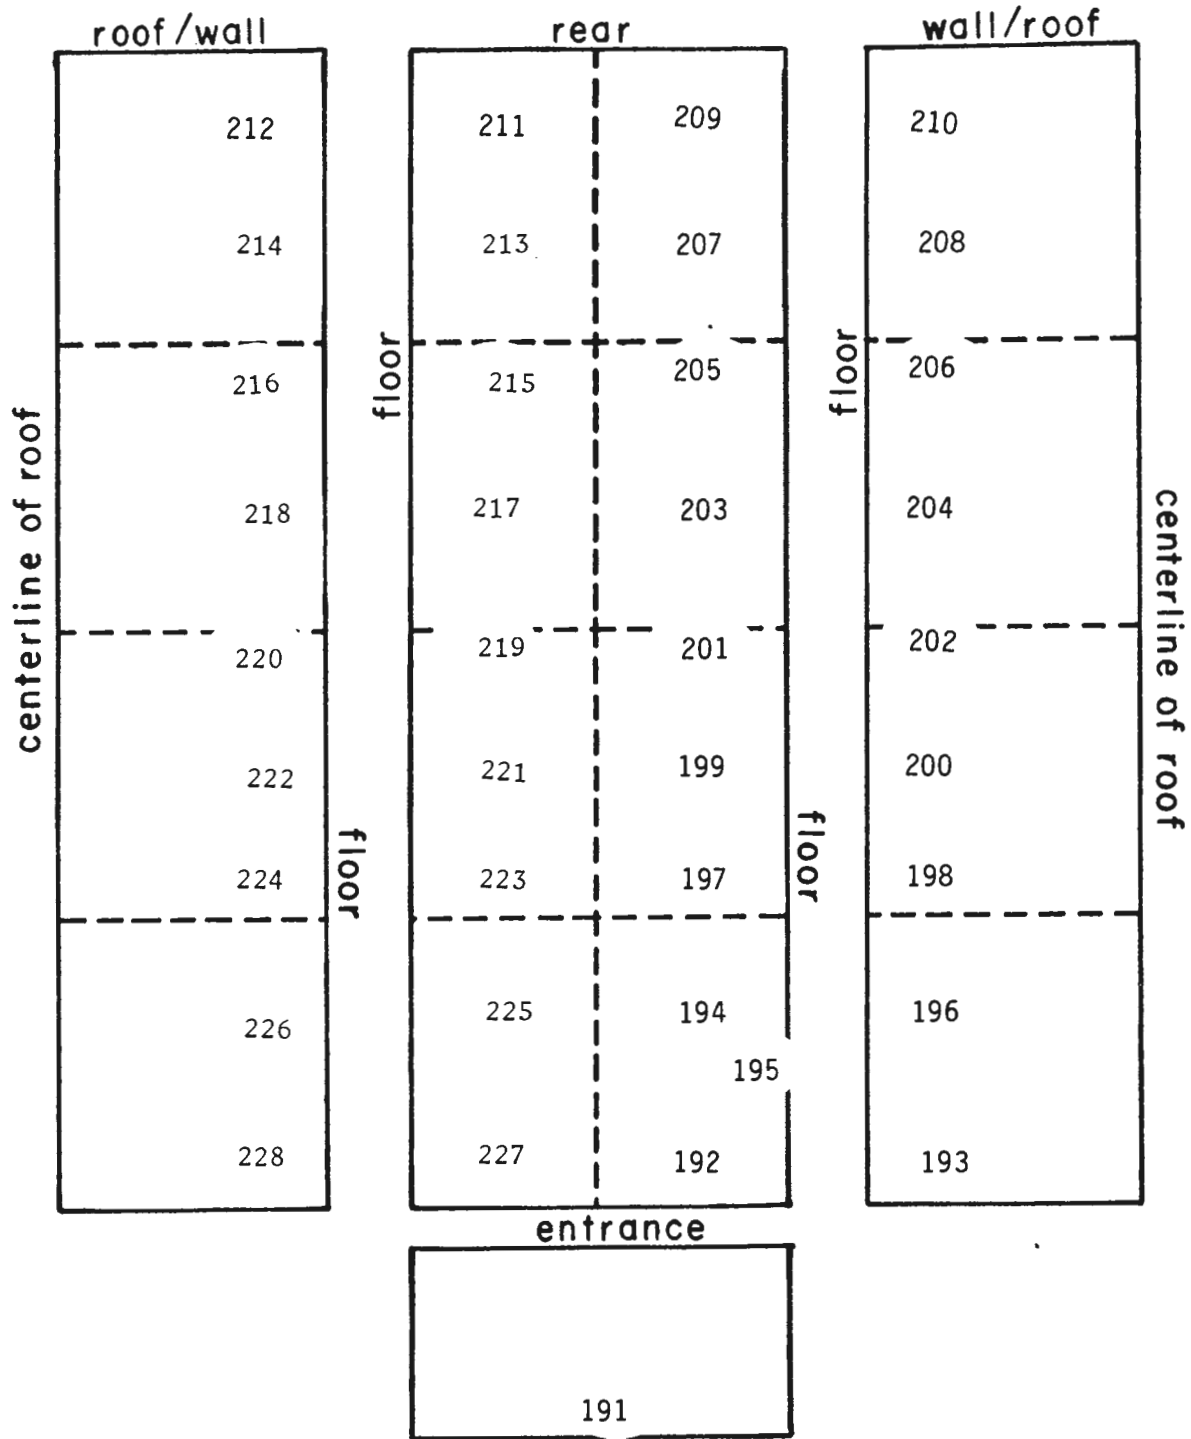 roof/wall rear wall/roof
212 211 209 210
214 213 207 208
floor floor
216 215 205 206
centerline of roof
218 217 203 204
centerline of roof
220 219 201 202
222 221 199 200
floor floor
224 223 197 198
226 225 194 196
195
228 227 192 193
entrance
191